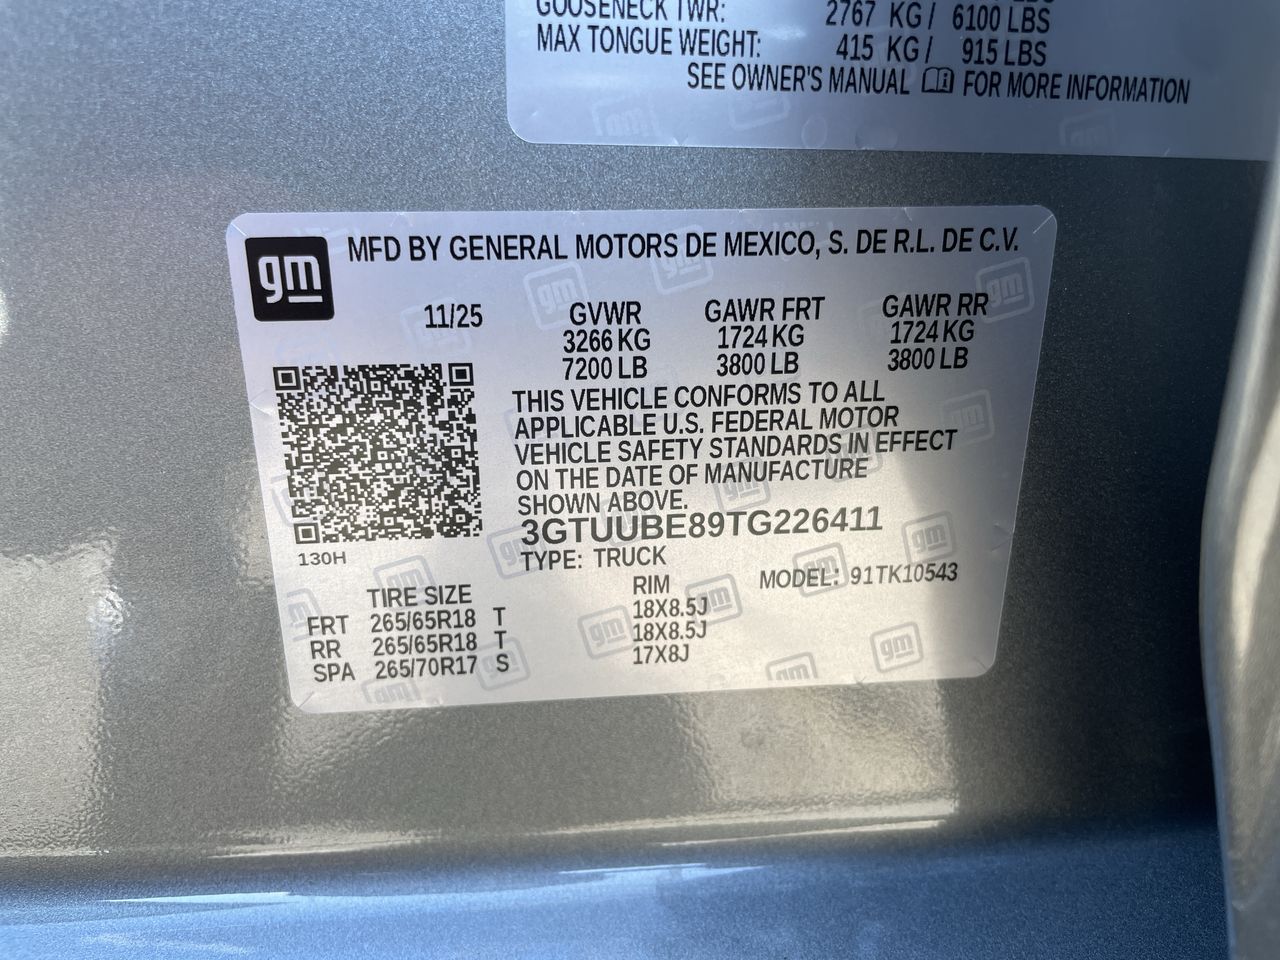 GOOSENECK TWR: 2767 KG / 6100 LBS
MAX TONGUE WEIGHT: 415 KG / 915 LBS
SEE OWNER'S MANUAL FOR MORE INFORMATION
gm MFD BY GENERAL MOTORS DE MEXICO, S. DE R.L. DE C.V.
11/25 GVWR GAWR FRT GAWR RR
3266 KG 1724 KG 1724 KG
7200 LB 3800 LB 3800 LB
THIS VEHICLE CONFORMS TO ALL
APPLICABLE U.S. FEDERAL MOTOR
VEHICLE SAFETY STANDARDS IN EFFECT
ON THE DATE OF MANUFACTURE
SHOWN ABOVE.
3GTUUBE89TG226411
130H
TYPE: TRUCK
MODEL: 91TK10543
TIRE SIZE RIM
FRT 265/65R18 T 18X8.5J
RR 265/65R18 T 18X8.5J
SPA 265/70R17 S 17X8J